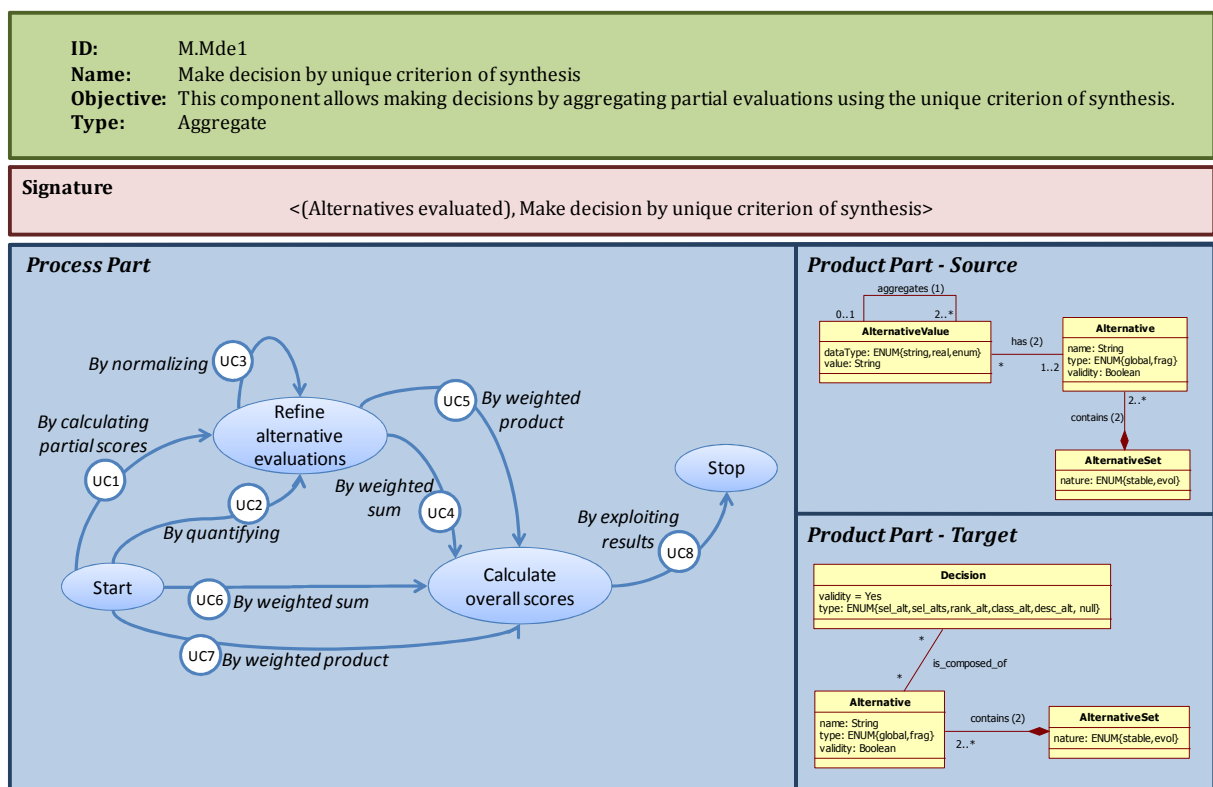 ID: M.Mde1
Name: Make decision by unique criterion of synthesis
Objective: This component allows making decisions by aggregating partial evaluations using the unique criterion of synthesis.
Type: Aggregate
Signature
<(Alternatives evaluated), Make decision by unique criterion of synthesis>
Process Part
By normalizing
UC3
By calculating
partial scores
UC1
Refine
alternative
evaluations
UC5
By weighted
product
UC2
By quantifying
By weighted
sum
UC4
Stop
By exploiting
results
UC8
Start
UC6
By weighted sum
Calculate
overall scores
UC7
By weighted product
Product Part - Source
aggregates (1)
0..1
2..*
AlternativeValue
dataType: ENUM{string,real,enum}
value: String
has (2)
*
1..2
Alternative
name: String
type: ENUM{global,frag}
validity: Boolean
2..*
contains (2)
AlternativeSet
nature: ENUM{stable,evol}
Product Part - Target
Decision
validity = Yes
type: ENUM{sel_alt,sel_alts,rank_alt,class_alt,desc_alt, null}
*
is_composed_of
*
Alternative
name: String
type: ENUM{global,frag}
validity: Boolean
contains (2)
2..*
AlternativeSet
nature: ENUM{stable,evol}